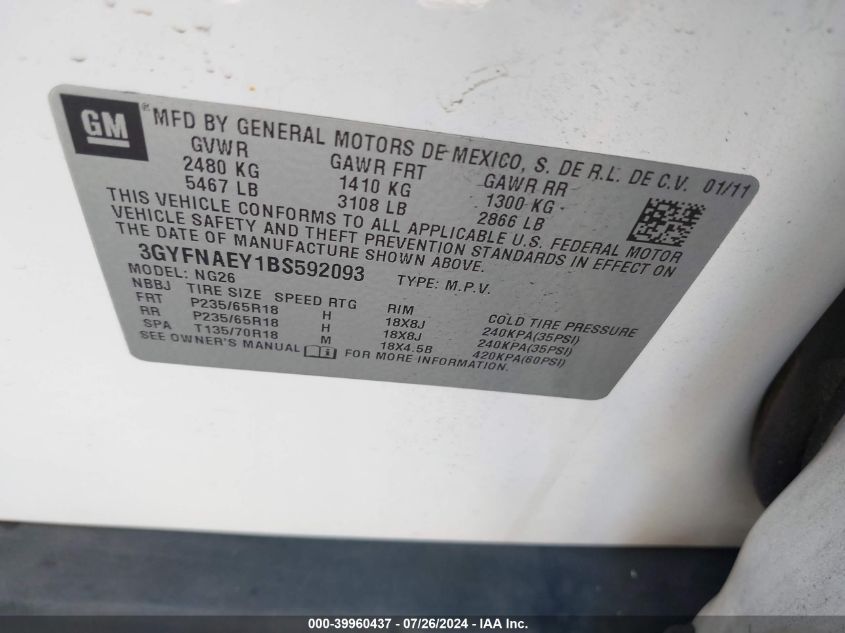 GM ® MFD BY GENERAL MOTORS DE MEXICO, S. DE R.L. DE C.V. 01/11
GVWR GAWR FRT GAWR RR
2480 KG 1410 KG 1300 KG
5467 LB 3108 LB 2866 LB
THIS VEHICLE CONFORMS TO ALL APPLICABLE U.S. FEDERAL MOTOR
VEHICLE SAFETY AND THEFT PREVENTION STANDARDS IN EFFECT ON
THE DATE OF MANUFACTURE SHOWN ABOVE.
3GYFNAEY1BS592093 TYPE: M.P.V.
MODEL: NG26
NBBJ TIRE SIZE SPEED RTG RIM COLD TIRE PRESSURE
FRT P235/65R18 H 18X8J 240KPA(35PSI)
RR P235/65R18 H 18X8J 240KPA(35PSI)
SPA T135/70R18 M 18X4.5B 420KPA(60PSI)
SEE OWNER'S MANUAL FOR MORE INFORMATION.
000-39960437 - 07/26/2024 - IAA Inc.